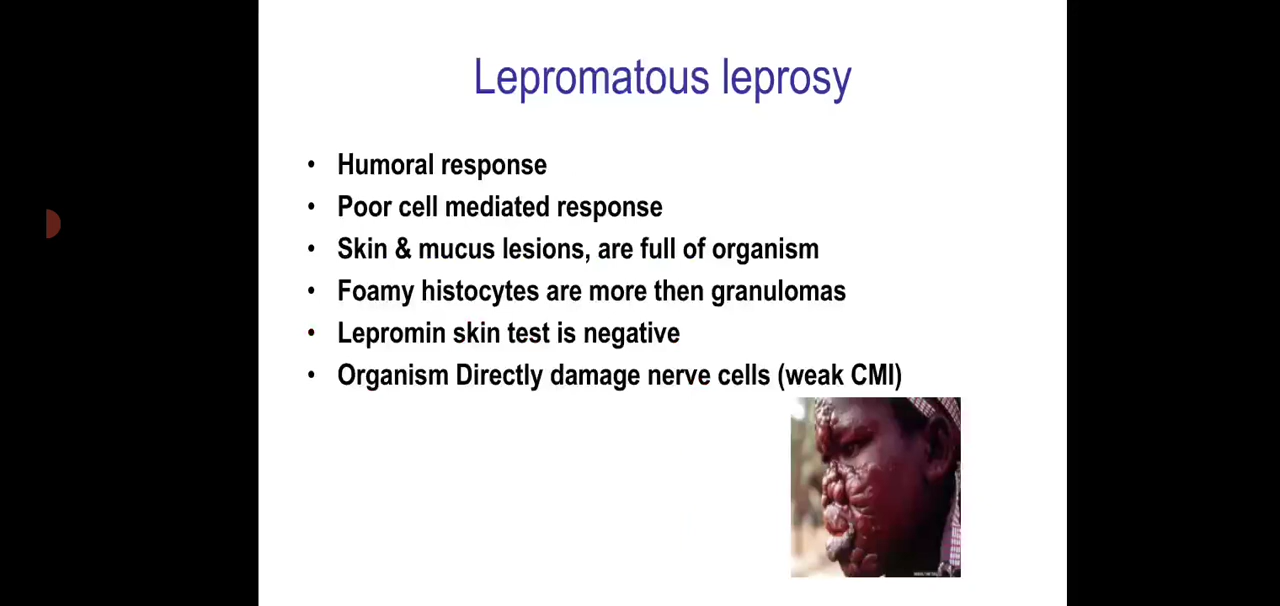 Lepromatous leprosy
• Humoral response
• Poor cell mediated response
• Skin & mucus lesions, are full of organism
• Foamy histocytes are more then granulomas
• Lepromin skin test is negative
• Organism Directly damage nerve cells (weak CMI)